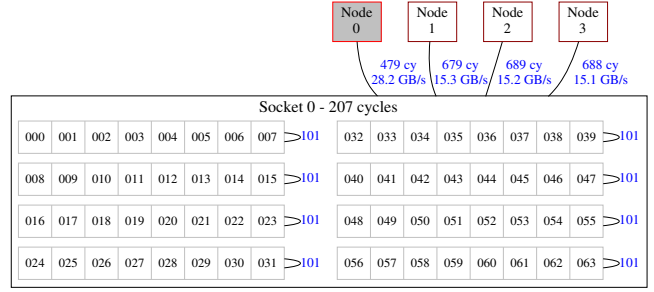 Node 0 Node 1 Node 2 Node 3
479 cy 679 cy 689 cy 688 cy
28.2 GB/s 15.3 GB/s 15.2 GB/s 15.1 GB/s
Socket 0 - 207 cycles
000 001 002 003 004 005 006 007 101 032 033 034 035 036 037 038 039 101
008 009 010 011 012 013 014 015 101 040 041 042 043 044 045 046 047 101
016 017 018 019 020 021 022 023 101 048 049 050 051 052 053 054 055 101
024 025 026 027 028 029 030 031 101 056 057 058 059 060 061 062 063 101